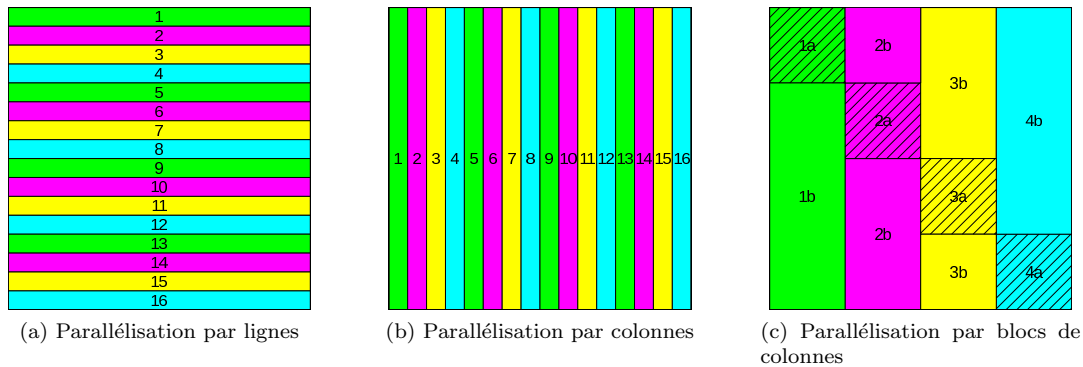 1
2
3
4
5
6
7
8
9
10
11
12
13
14
15
16
(a) Parallélisation par lignes
1 2 3 4 5 6 7 8 9 10 11 12 13 14 15 16
(b) Parallélisation par colonnes
1a 2b
3b
2a 4b
1b 3a
2b
3b 4a
(c) Parallélisation par blocs de
colonnes